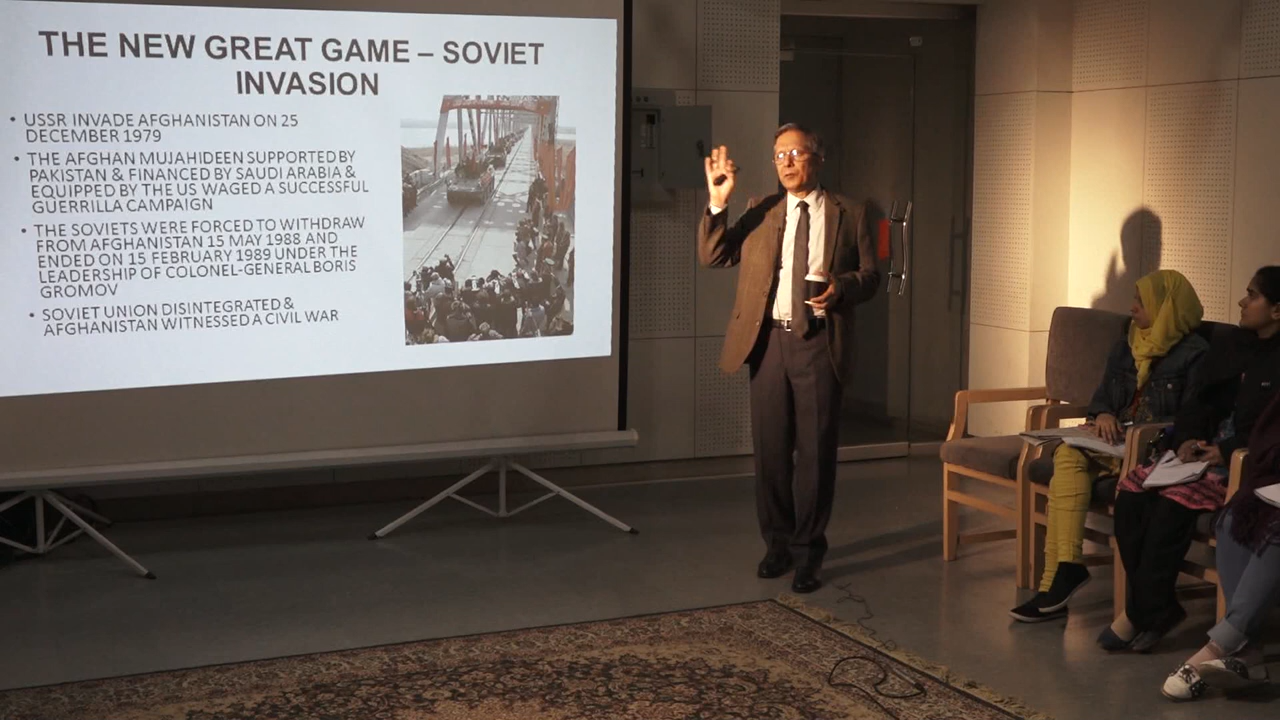 THE NEW GREAT GAME – SOVIET
INVASION
• USSR INVADE AFGHANISTAN ON 25
DECEMBER 1979
• THE AFGHAN MUJAHIDEEN SUPPORTED BY
PAKISTAN & FINANCED BY SAUDI ARABIA &
EQUIPPED BY THE US WAGED A SUCCESSFUL
GUERRILLA CAMPAIGN
• THE SOVIETS WERE FORCED TO WITHDRAW
FROM AFGHANISTAN 15 MAY 1988 AND
ENDED ON 15 FEBRUARY 1989 UNDER THE
LEADERSHIP OF COLONEL-GENERAL BORIS
GROMOV
• SOVIET UNION DISINTEGRATED &
AFGHANISTAN WITNESSED A CIVIL WAR